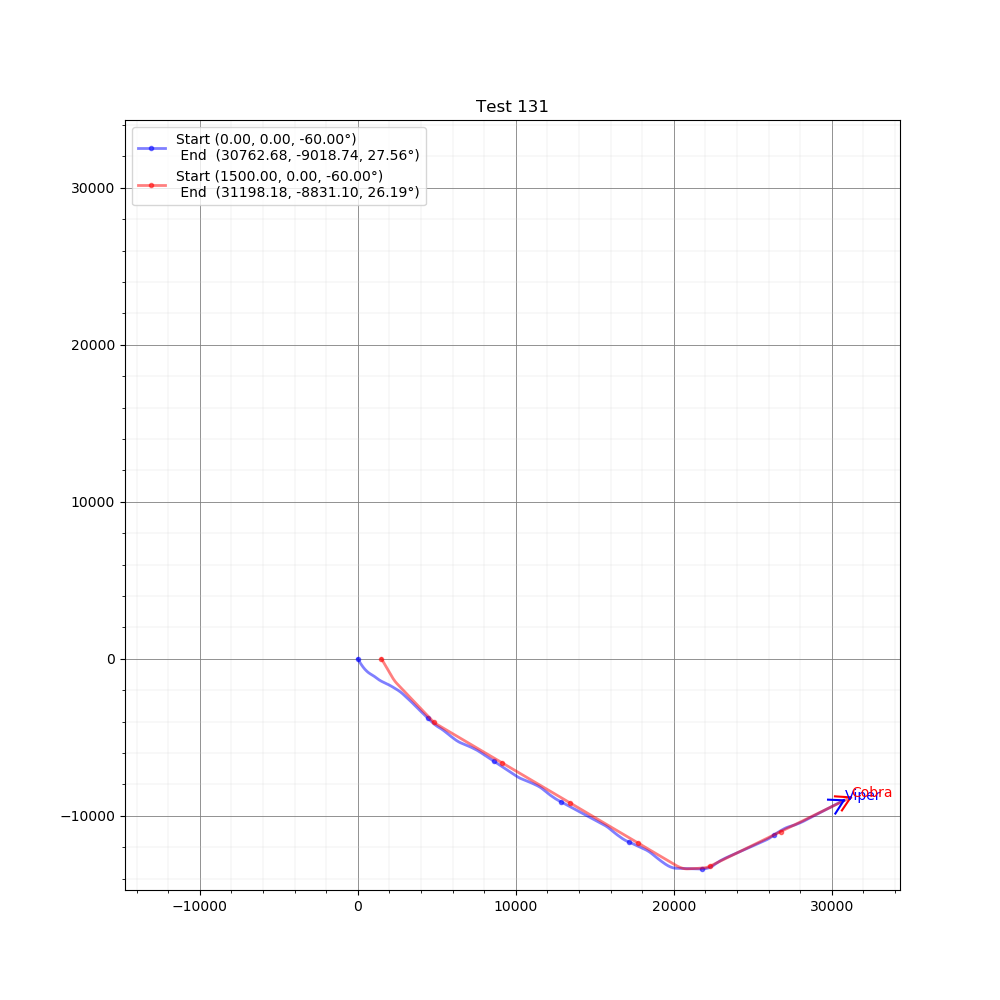 Test 131
Start (0.00, 0.00, -60.00°)
End (30762.68, -9018.74, 27.56°)
Start (1500.00, 0.00, -60.00°)
End (31198.18, -8831.10, 26.19°)
30000
20000
10000
0
−10000
Cobra
Viper
−10000
0
10000
20000
30000